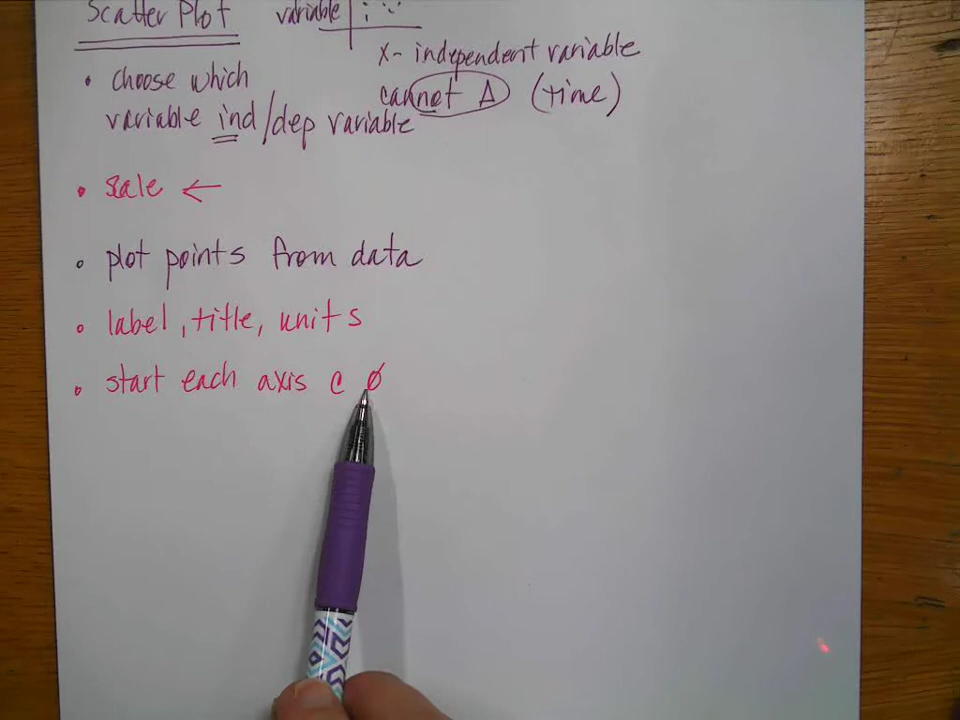 Scatter Plot
variable
x- independent variable
cannot Δ (time)
• choose which
variable ind/dep variable
• scale ←
• plot points from data
• label, title, units
• start each axis @ Ø